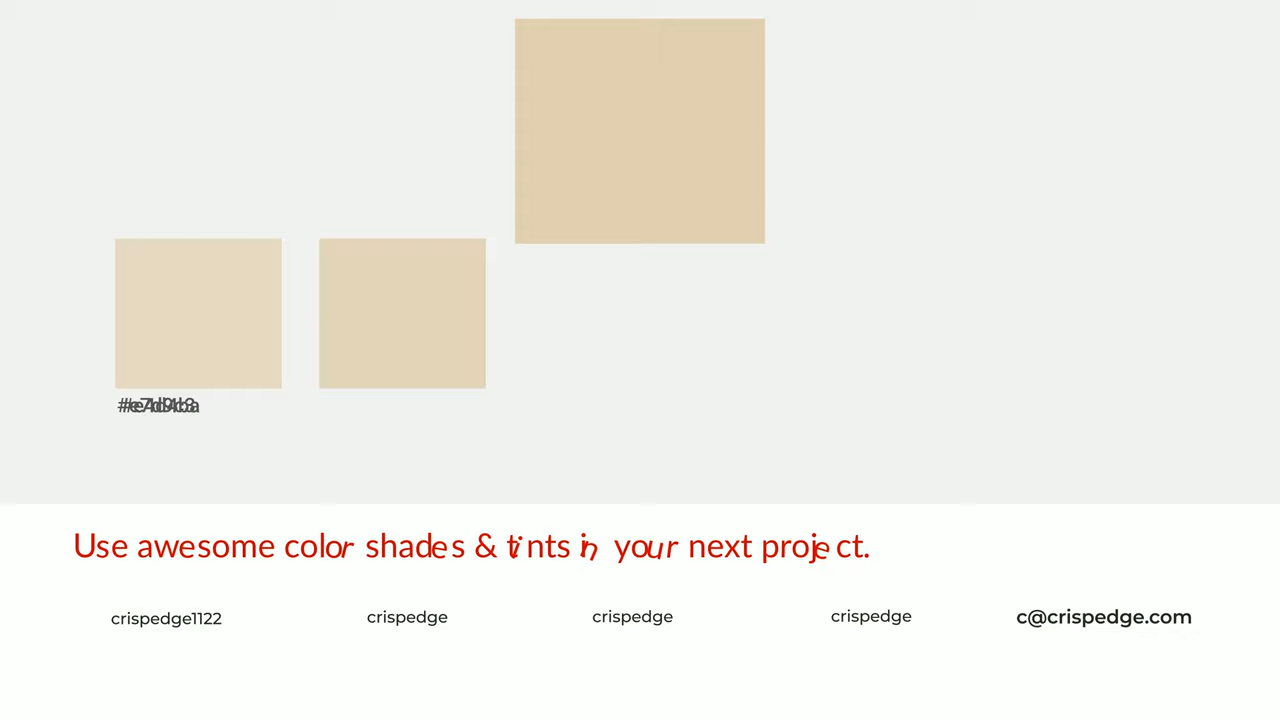 Use awesome color shades & tints in your next project.
crispedge1122 crispedge crispedge crispedge c@crispedge.com